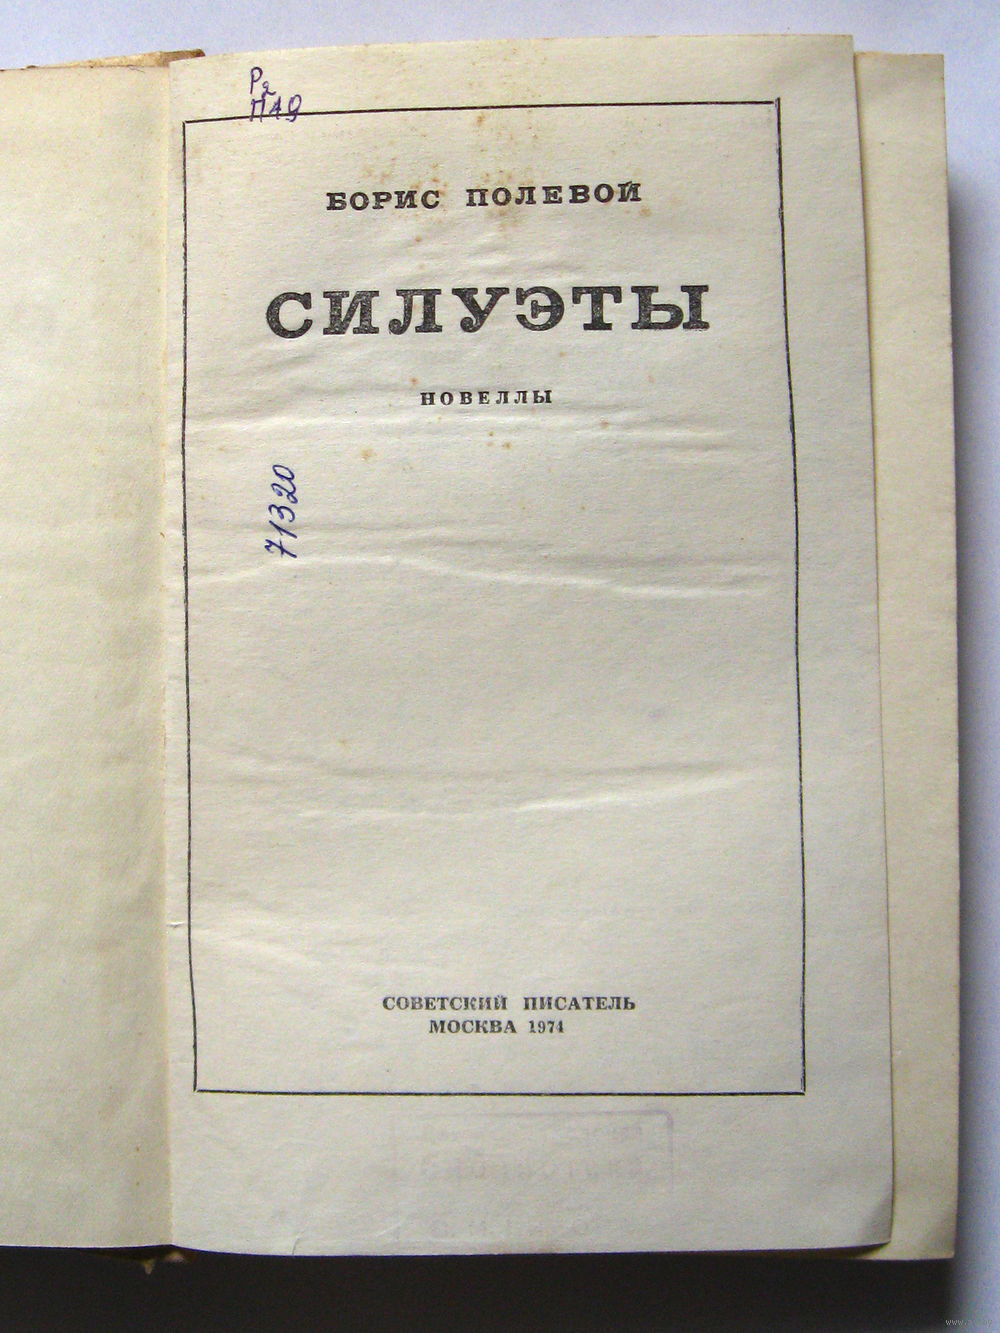 Р2
П49
БОРИС ПОЛЕВОЙ
СИЛУЭТЫ
НОВЕЛЛЫ
71320
СОВЕТСКИЙ ПИСАТЕЛЬ
МОСКВА 1974